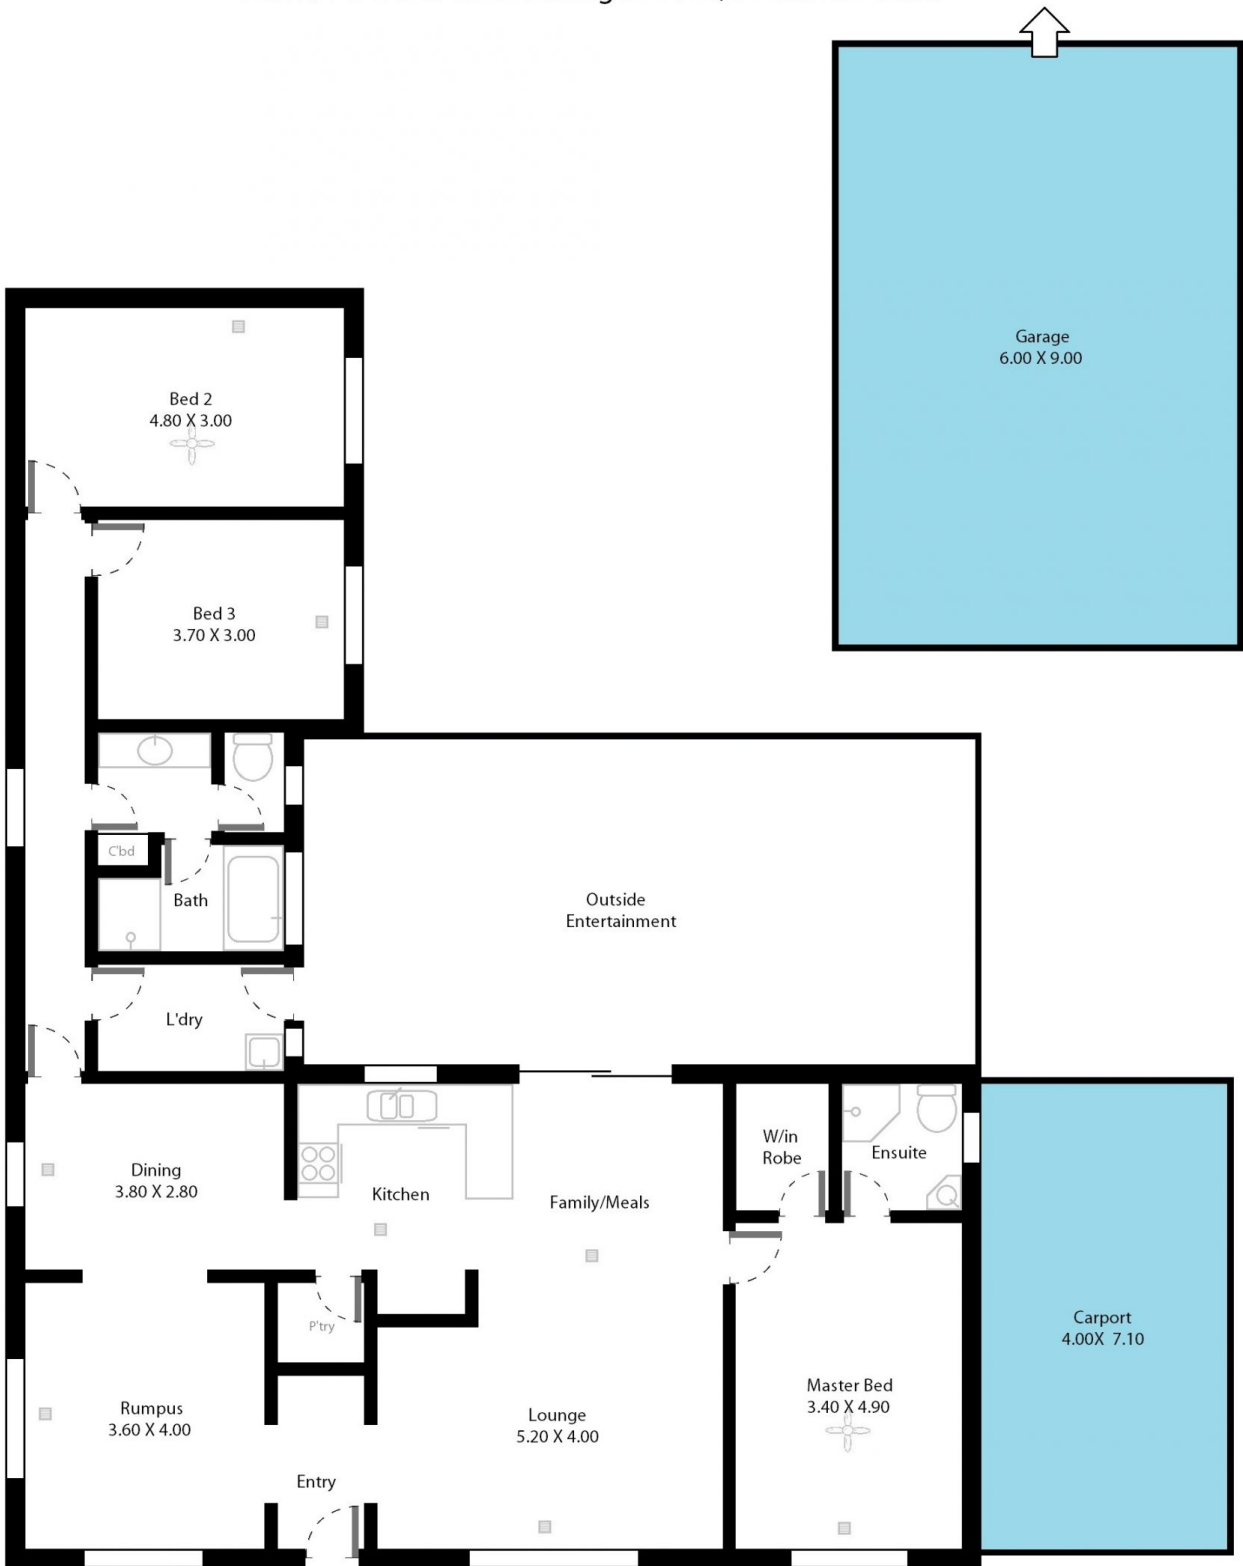 Garage
6.00 X 9.00
Bed 2
4.80 X 3.00
Bed 3
3.70 X 3.00
C'bd
Bath
Outside
Entertainment
L'dry
Dining
3.80 X 2.80
Kitchen
Family/Meals
W/in
Robe
Ensuite
P'try
Carport
4.00X 7.10
Rumpus
3.60 X 4.00
Lounge
5.20 X 4.00
Master Bed
3.40 X 4.90
Entry